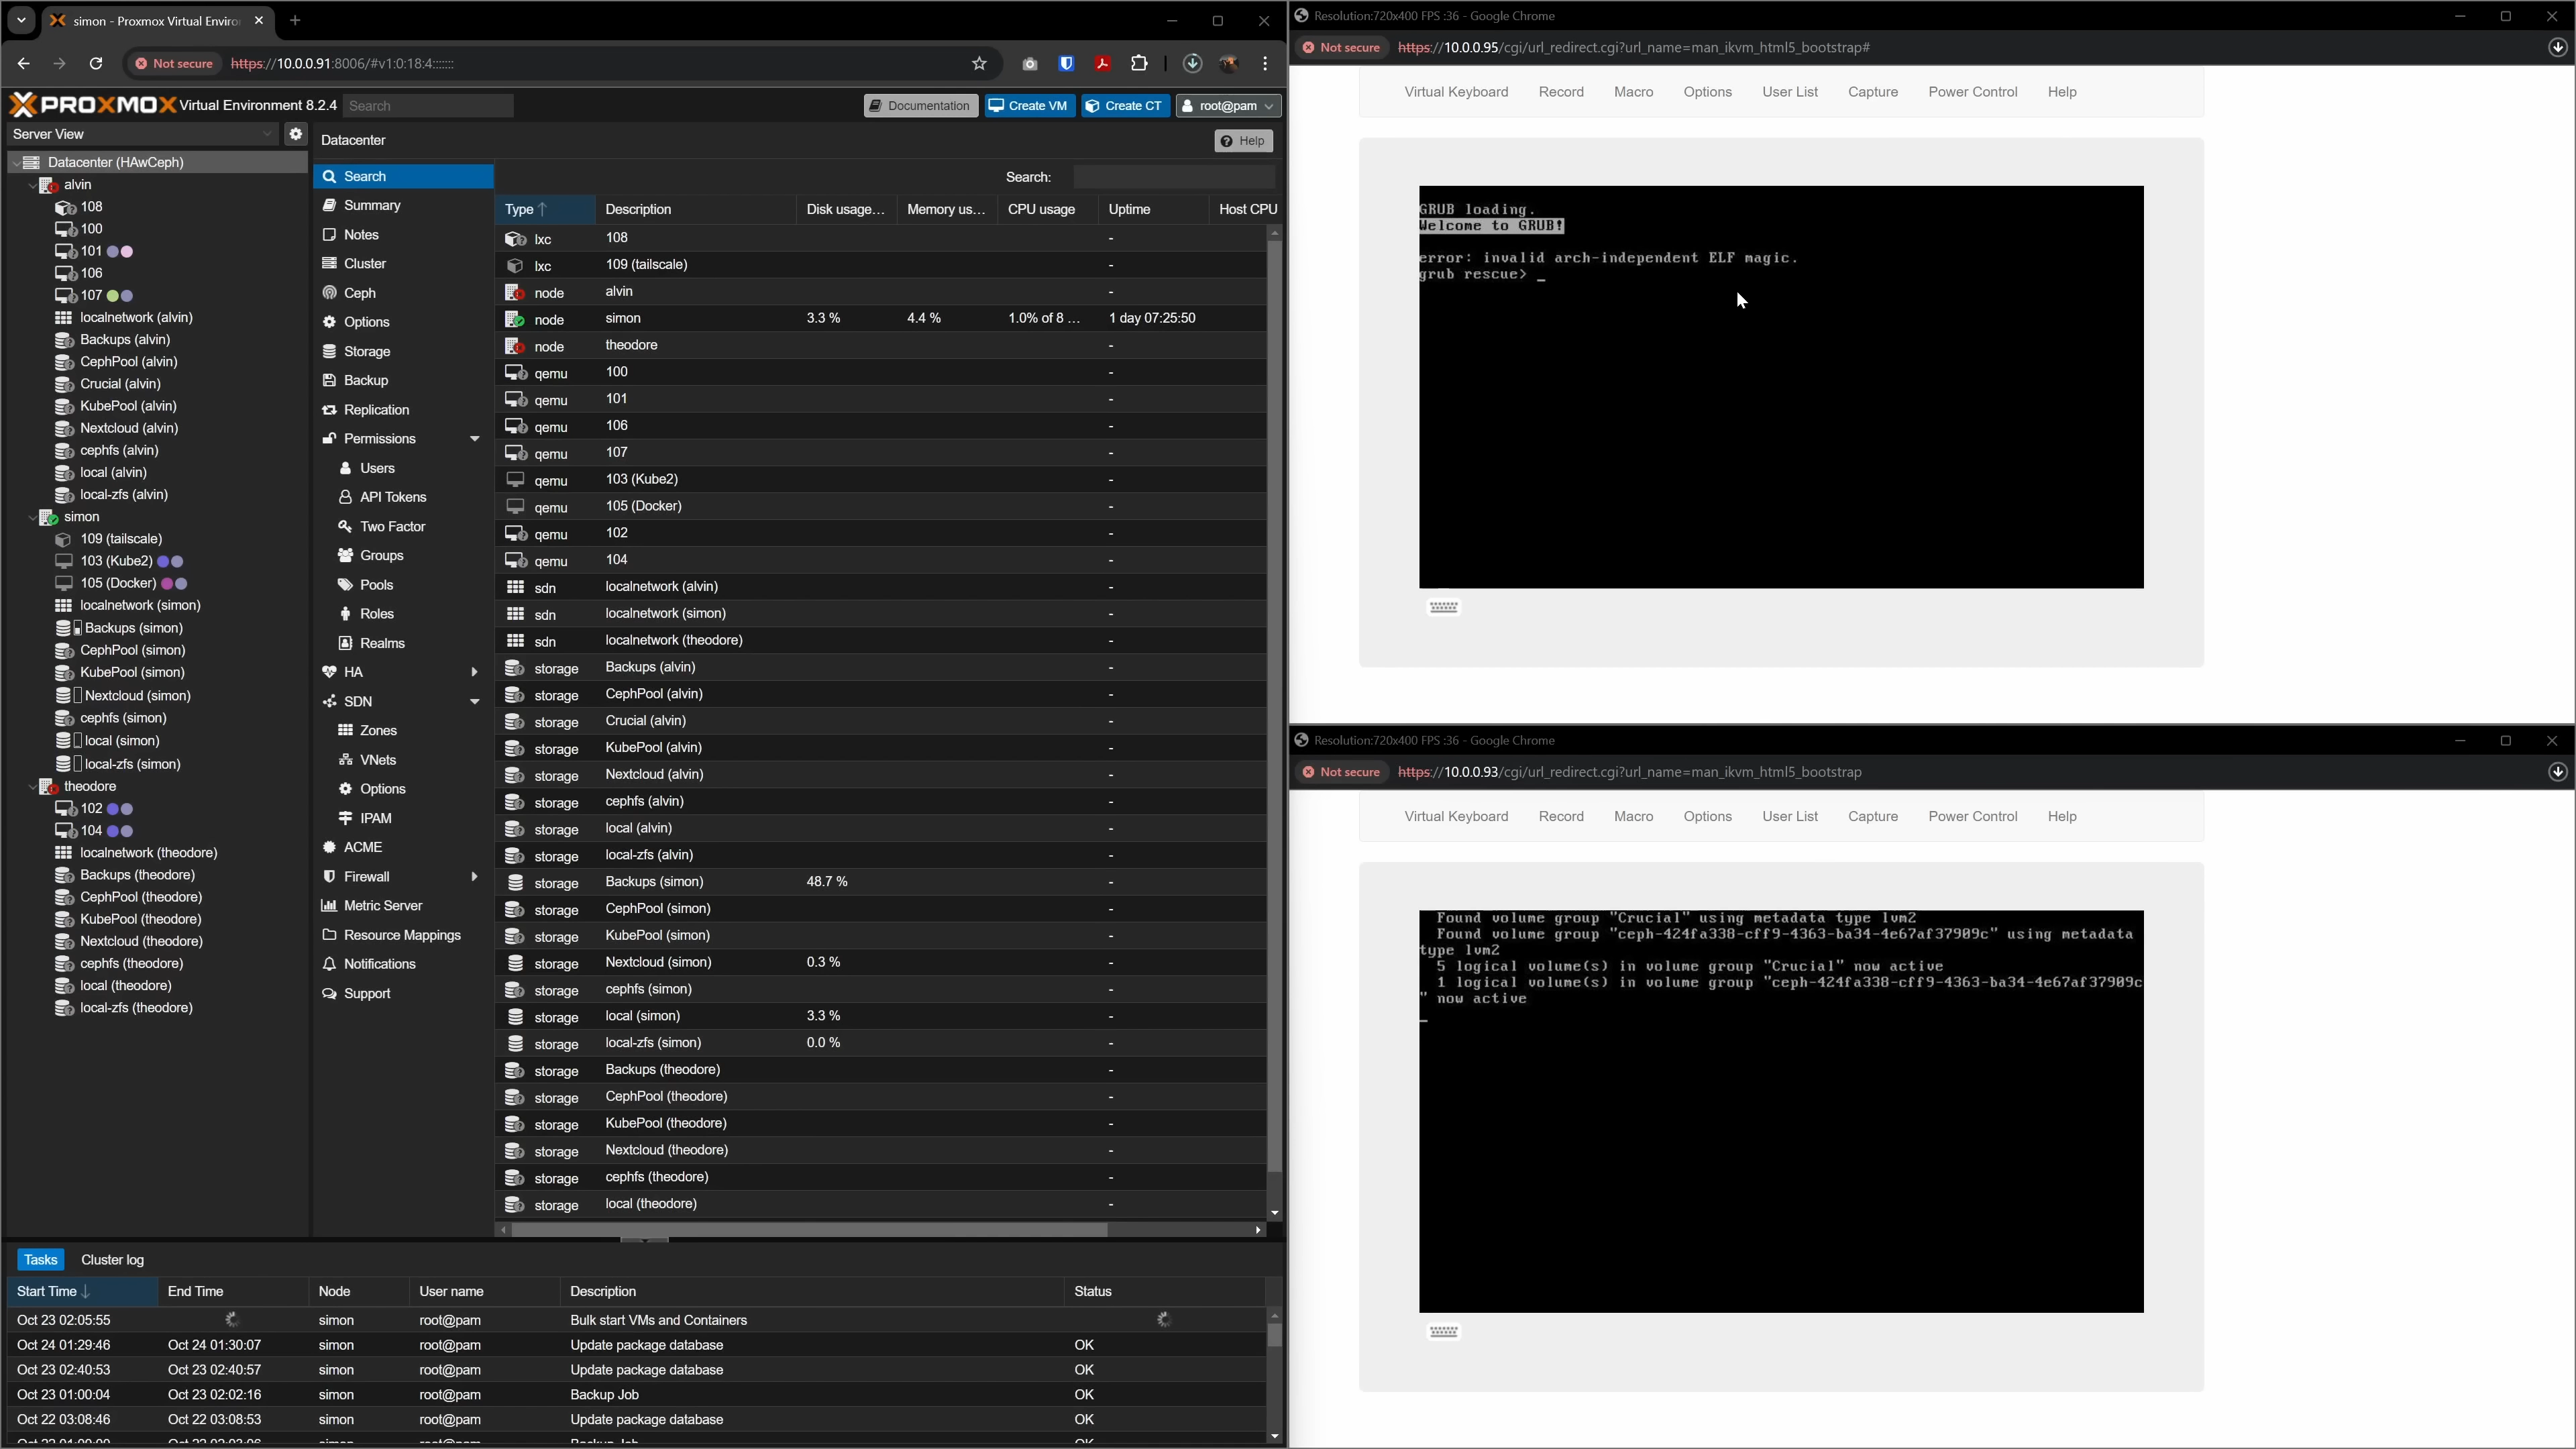 simon - Proxmox Virtual Enviro
Not secure
https://10.0.0.91:8006/#v1:0:18:4:::::::
PROXMOX Virtual Environment 8.2.4
Search
Documentation
Create VM
Create CT
root@pam
Server View
Datacenter (HAwCeph)
alvin
108
100
101
106
107
localnetwork (alvin)
Backups (alvin)
CephPool (alvin)
Crucial (alvin)
KubePool (alvin)
Nextcloud (alvin)
cephfs (alvin)
local (alvin)
local-zfs (alvin)
simon
109 (tailscale)
103 (Kube2)
105 (Docker)
localnetwork (simon)
Backups (simon)
CephPool (simon)
KubePool (simon)
Nextcloud (simon)
cephfs (simon)
local (simon)
local-zfs (simon)
theodore
102
104
localnetwork (theodore)
Backups (theodore)
CephPool (theodore)
KubePool (theodore)
Nextcloud (theodore)
cephfs (theodore)
local (theodore)
local-zfs (theodore)
Datacenter
Help
Search
Summary
Notes
Cluster
Ceph
Options
Storage
Backup
Replication
Permissions
Users
API Tokens
Two Factor
Groups
Pools
Roles
Realms
HA
SDN
Zones
VNets
Options
IPAM
ACME
Firewall
Metric Server
Resource Mappings
Notifications
Support
Search:
Type Description Disk usage... Memory us... CPU usage Uptime Host CPU
lxc 108 -
lxc 109 (tailscale) -
node alvin -
node simon 3.3 % 4.4 % 1.0% of 8 ... 1 day 07:25:50
node theodore -
qemu 100 -
qemu 101 -
qemu 106 -
qemu 107 -
qemu 103 (Kube2) -
qemu 105 (Docker) -
qemu 102 -
qemu 104 -
sdn localnetwork (alvin) -
sdn localnetwork (simon) -
sdn localnetwork (theodore) -
storage Backups (alvin) -
storage CephPool (alvin) -
storage Crucial (alvin) -
storage KubePool (alvin) -
storage Nextcloud (alvin) -
storage cephfs (alvin) -
storage local (alvin) -
storage local-zfs (alvin) -
storage Backups (simon) 48.7 % -
storage CephPool (simon) -
storage KubePool (simon) -
storage Nextcloud (simon) 0.3 % -
storage cephfs (simon) -
storage local (simon) 3.3 % -
storage local-zfs (simon) 0.0 % -
storage Backups (theodore) -
storage CephPool (theodore) -
storage KubePool (theodore) -
storage Nextcloud (theodore) -
storage cephfs (theodore) -
storage local (theodore) -
Tasks Cluster log
Start Time End Time Node User name Description Status
Oct 23 02:05:55 simon root@pam Bulk start VMs and Containers
Oct 24 01:29:46 Oct 24 01:30:07 simon root@pam Update package database OK
Oct 23 02:40:53 Oct 23 02:40:57 simon root@pam Update package database OK
Oct 23 01:00:04 Oct 23 02:02:16 simon root@pam Backup Job OK
Oct 22 03:08:46 Oct 22 03:08:53 simon root@pam Update package database OK
Resolution:720x400 FPS :36 - Google Chrome
Not secure
https://10.0.0.95/cgi/url_redirect.cgi?url_name=man_ikvm_html5_bootstrap#
Virtual Keyboard Record Macro Options User List Capture Power Control Help
GRUB loading.
Welcome to GRUB!
error: invalid arch-independent ELF magic.
grub rescue> _
Resolution:720x400 FPS :36 - Google Chrome
Not secure
https://10.0.0.93/cgi/url_redirect.cgi?url_name=man_ikvm_html5_bootstrap
Virtual Keyboard Record Macro Options User List Capture Power Control Help
Found volume group "Crucial" using metadata type lvm2
Found volume group "ceph-424fa338-cff9-4363-ba34-4e67af37909c" using metadata
type lvm2
5 logical volume(s) in volume group "Crucial" now active
1 logical volume(s) in volume group "ceph-424fa338-cff9-4363-ba34-4e67af37909c
" now active
_